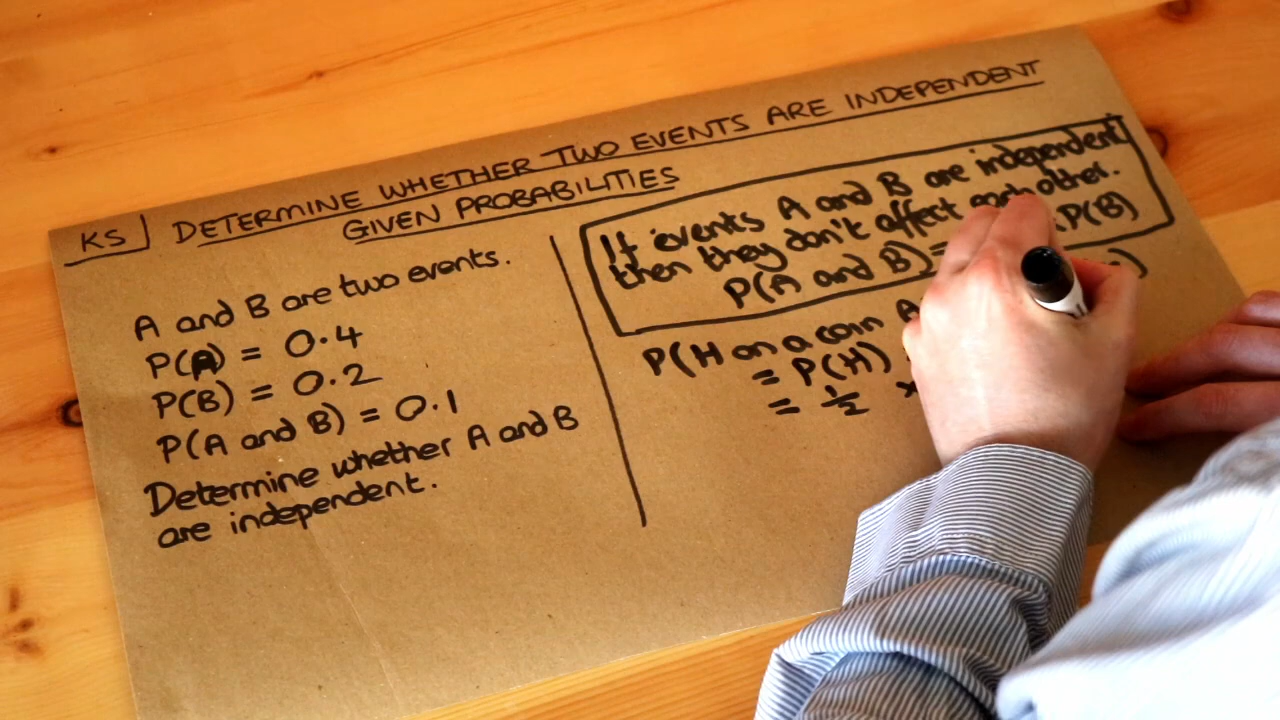 KS
DETERMINE WHETHER TWO EVENTS ARE INDEPENDENT
GIVEN PROBABILITIES
A and B are two events.
P(A) = 0.4
P(B) = 0.2
P(A and B) = 0.1
Determine whether A and B
are independent.
If events A and B are independent
then they don't affect each other.
P(A and B) = P(B)
P(H on a coin A )
= P(H)
= 1/2 ×